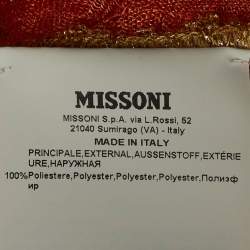 MISSONI
MISSONI S.p.A. via L.Rossi, 52
21040 Sumirago (VA) - Italy
MADE IN ITALY
PRINCIPALE,EXTERNAL,AUSSENSTOFF,EXTÉRIE
URE,НАРУЖНАЯ
100%Poliestere,Polyester,Polyester,Polyester,Полиэф
ир